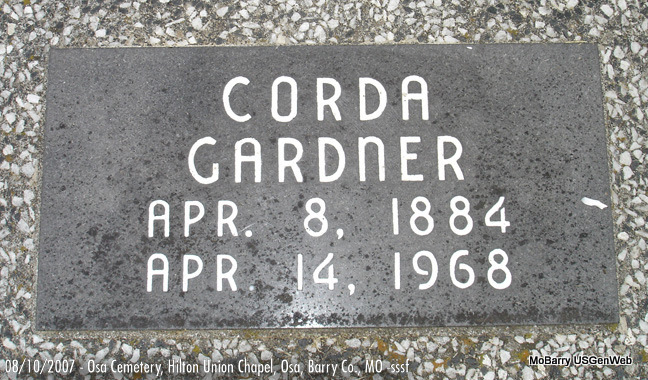 CORDA
GARDNER
APR. 8, 1884
APR. 14, 1968
08/10/2007 - Osa Cemetery, Hilton Union Chapel, Osa, Barry Co., MO -sssf
MoBarry USGenWeb